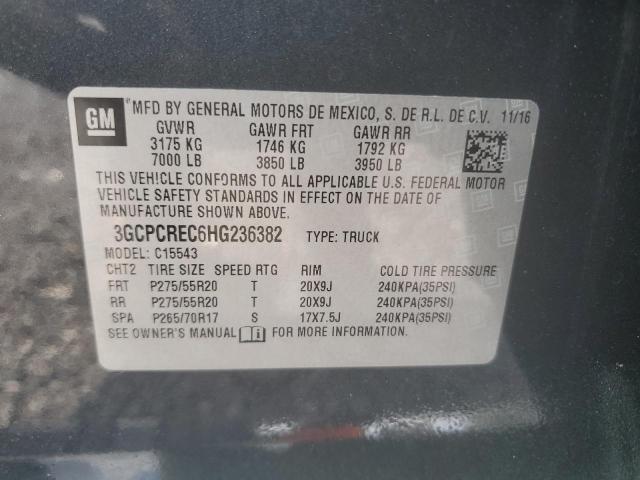 GM MFD BY GENERAL MOTORS DE MEXICO, S. DE R.L. DE C.V. 11/16
GVWR GAWR FRT GAWR RR
3175 KG 1746 KG 1792 KG
7000 LB 3850 LB 3950 LB
THIS VEHICLE CONFORMS TO ALL APPLICABLE U.S. FEDERAL MOTOR
VEHICLE SAFETY STANDARDS IN EFFECT ON THE DATE OF
MANUFACTURE SHOWN ABOVE.
3GCPCREC6HG236382 TYPE: TRUCK
MODEL: C15543
CHT2 TIRE SIZE SPEED RTG RIM COLD TIRE PRESSURE
FRT P275/55R20 T 20X9J 240KPA(35PSI)
RR P275/55R20 T 20X9J 240KPA(35PSI)
SPA P265/70R17 S 17X7.5J 240KPA(35PSI)
SEE OWNER'S MANUAL FOR MORE INFORMATION.